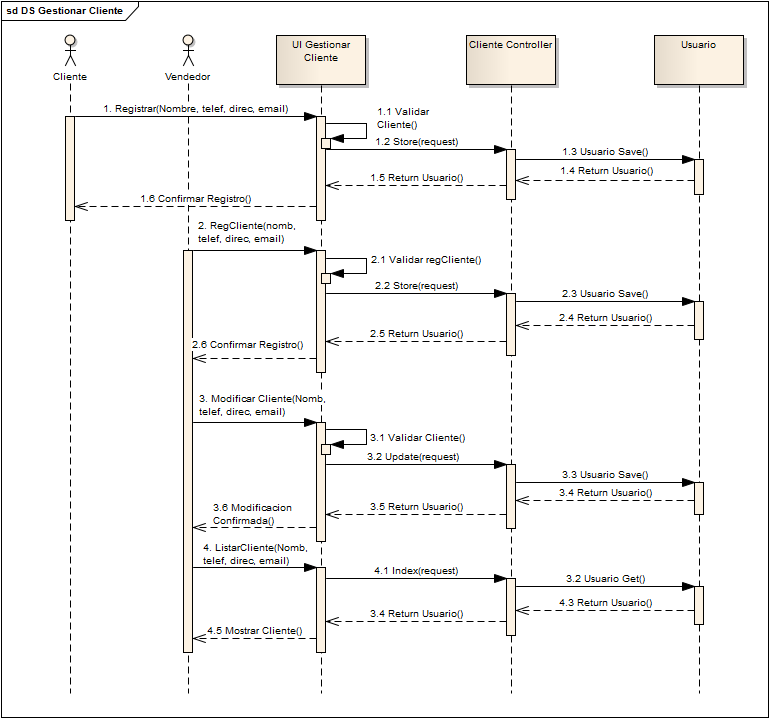 sd DS Gestionar Cliente
Cliente
Vendedor
UI Gestionar
Cliente
Cliente Controller
Usuario
1. Registrar(Nombre, telef, direc, email)
1.1 Validar
Cliente()
1.2 Store(request)
1.3 Usuario Save()
1.4 Return Usuario()
1.5 Return Usuario()
1.6 Confirmar Registro()
2. RegCliente(nomb,
telef, direc, email)
2.1 Validar regCliente()
2.2 Store(request)
2.3 Usuario Save()
2.4 Return Usuario()
2.5 Return Usuario()
2.6 Confirmar Registro()
3. Modificar Cliente(Nomb,
telef, direc, email)
3.1 Validar Cliente()
3.2 Update(request)
3.3 Usuario Save()
3.4 Return Usuario()
3.5 Return Usuario()
3.6 Modificacion
Confirmada()
4. ListarCliente(Nomb,
telef, direc, email)
4.1 Index(request)
3.2 Usuario Get()
4.3 Return Usuario()
3.4 Return Usuario()
4.5 Mostrar Cliente()